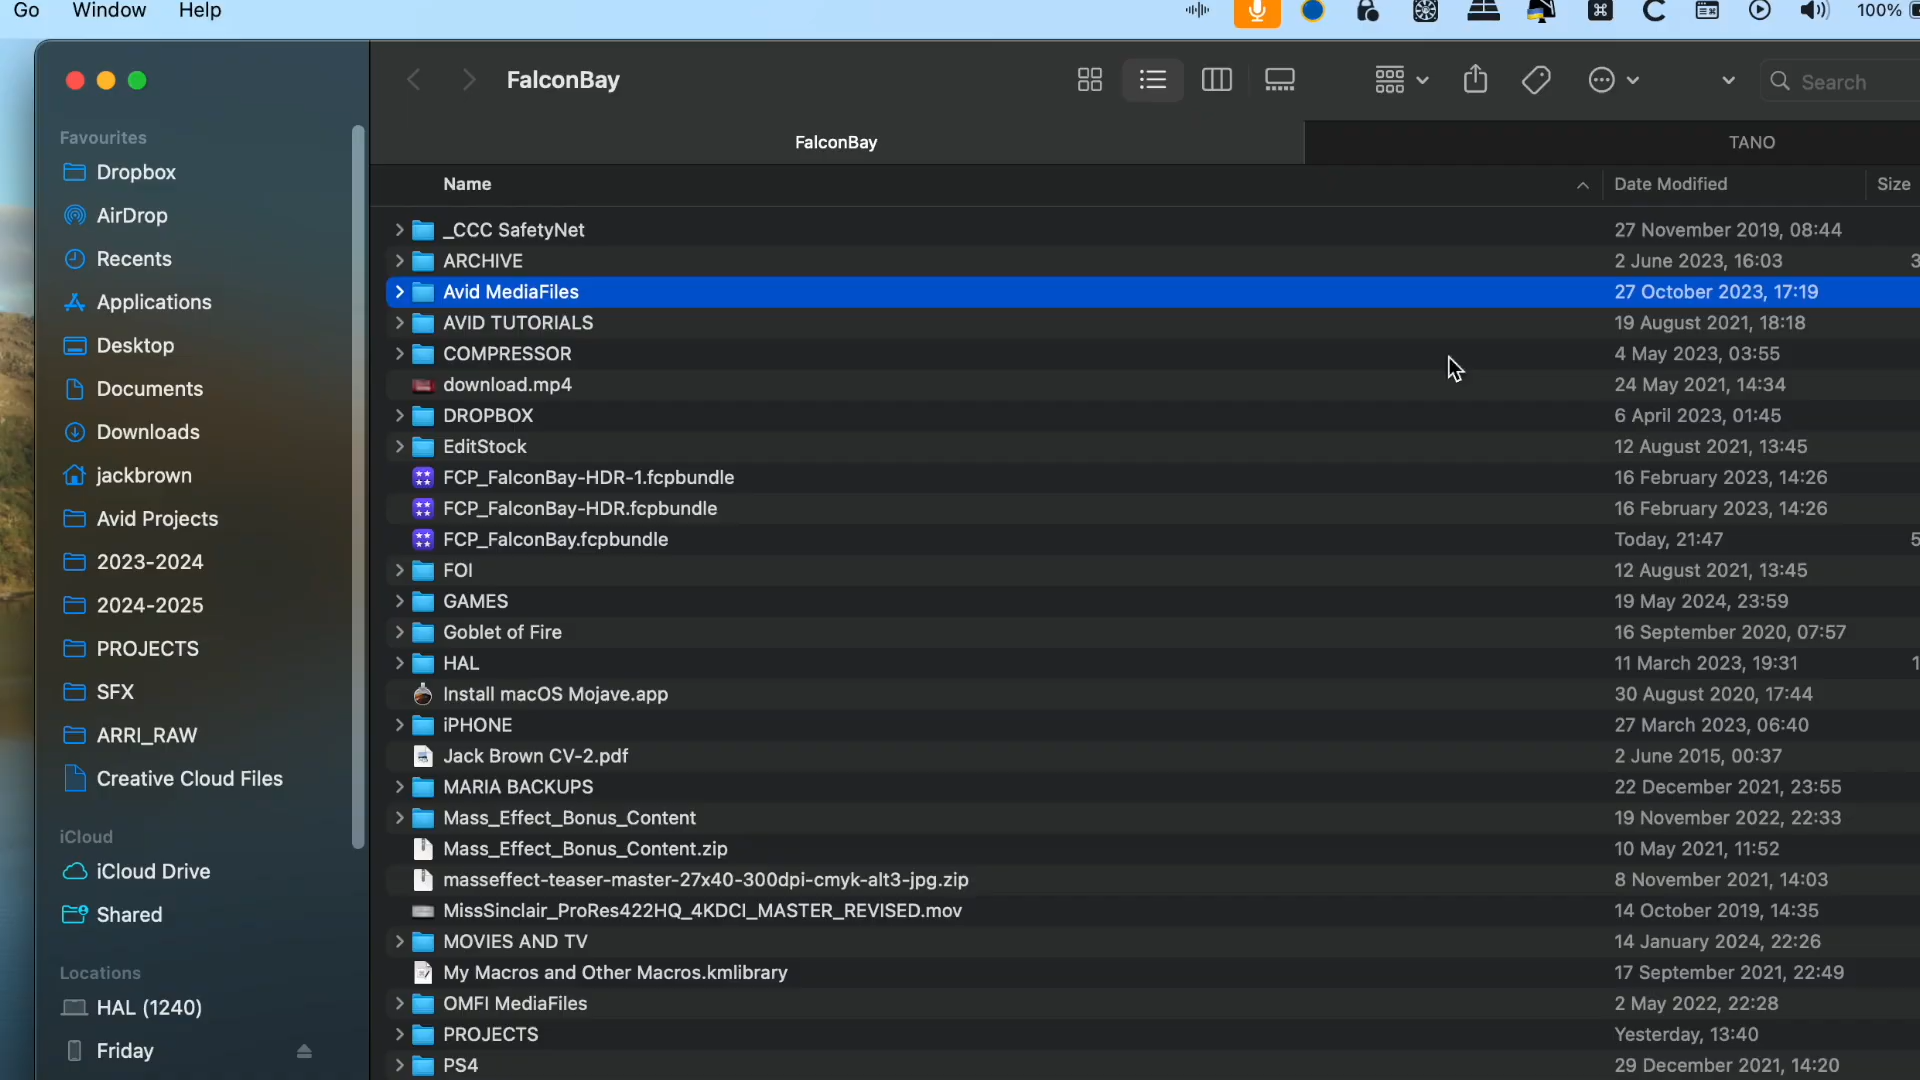 Go Window Help 100%
FalconBay Search
FalconBay TANO
Name Date Modified Size
Favourites
Dropbox
AirDrop
Recents
Applications
Desktop
Documents
Downloads
jackbrown
Avid Projects
2023-2024
2024-2025
PROJECTS
SFX
ARRI_RAW
Creative Cloud Files
iCloud
iCloud Drive
Shared
Locations
HAL (1240)
Friday
_CCC SafetyNet 27 November 2019, 08:44
ARCHIVE 2 June 2023, 16:03 3
Avid MediaFiles 27 October 2023, 17:19
AVID TUTORIALS 19 August 2021, 18:18
COMPRESSOR 4 May 2023, 03:55
download.mp4 24 May 2021, 14:34
DROPBOX 6 April 2023, 01:45
EditStock 12 August 2021, 13:45
FCP_FalconBay-HDR-1.fcpbundle 16 February 2023, 14:26
FCP_FalconBay-HDR.fcpbundle 16 February 2023, 14:26
FCP_FalconBay.fcpbundle Today, 21:47 5
FOI 12 August 2021, 13:45
GAMES 19 May 2024, 23:59
Goblet of Fire 16 September 2020, 07:57
HAL 11 March 2023, 19:31 1
Install macOS Mojave.app 30 August 2020, 17:44
iPHONE 27 March 2023, 06:40
Jack Brown CV-2.pdf 2 June 2015, 00:37
MARIA BACKUPS 22 December 2021, 23:55
Mass_Effect_Bonus_Content 19 November 2022, 22:33
Mass_Effect_Bonus_Content.zip 10 May 2021, 11:52
masseffect-teaser-master-27x40-300dpi-cmyk-alt3-jpg.zip 8 November 2021, 14:03
MissSinclair_ProRes422HQ_4KDCI_MASTER_REVISED.mov 14 October 2019, 14:35
MOVIES AND TV 14 January 2024, 22:26
My Macros and Other Macros.kmlibrary 17 September 2021, 22:49
OMFI MediaFiles 2 May 2022, 22:28
PROJECTS Yesterday, 13:40
PS4 29 December 2021, 14:20